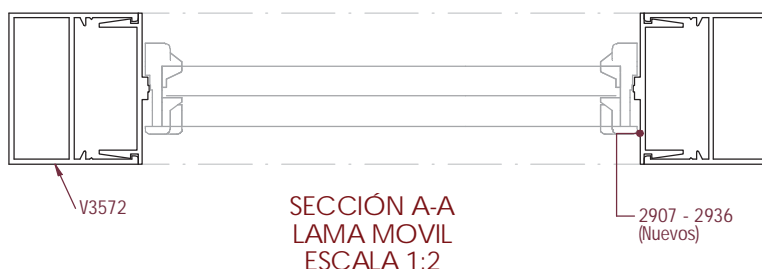 V3572
SECCIÓN A-A
LAMA MOVIL
ESCALA 1:2
2907 - 2936
(Nuevos)